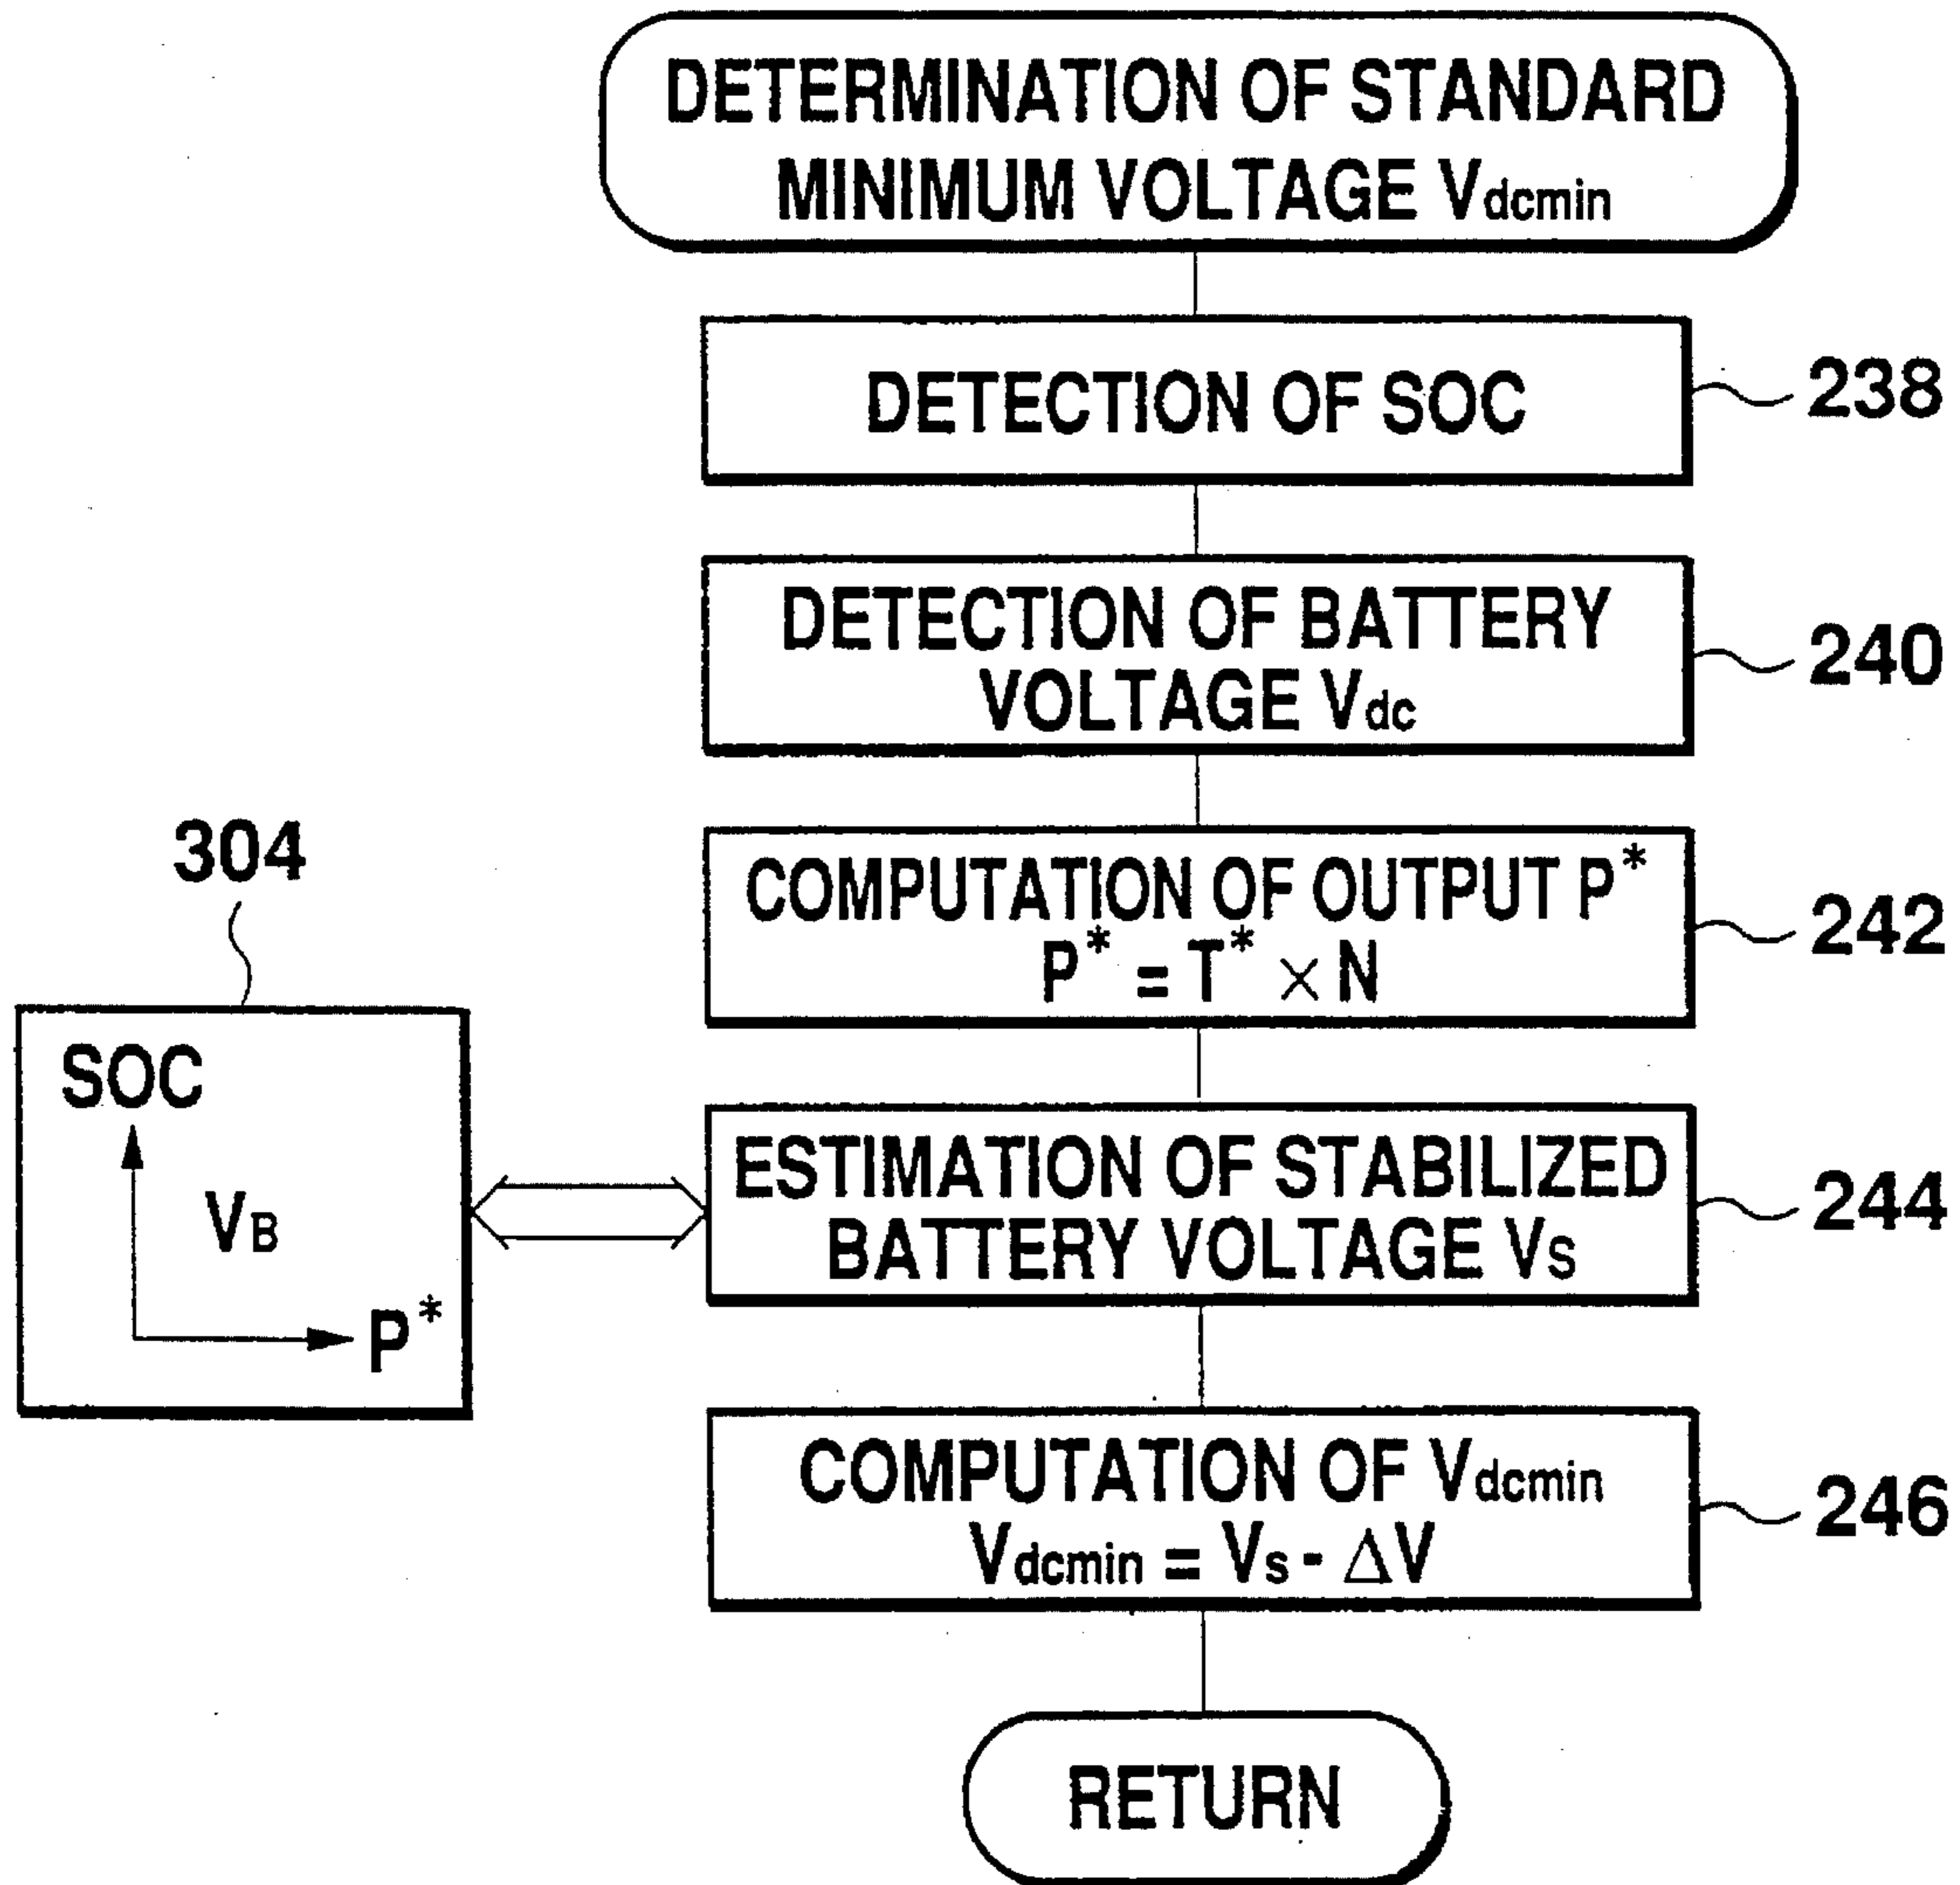 DETERMINATION OF STANDARD
MINIMUM VOLTAGE Vdcmin
DETECTION OF SOC
238
DETECTION OF BATTERY
VOLTAGE Vdc
240
COMPUTATION OF OUTPUT P*
P* = T* × N
242
304
SOC
VB
P*
ESTIMATION OF STABILIZED
BATTERY VOLTAGE Vs
244
COMPUTATION OF Vdcmin
Vdcmin = Vs - ΔV
246
RETURN